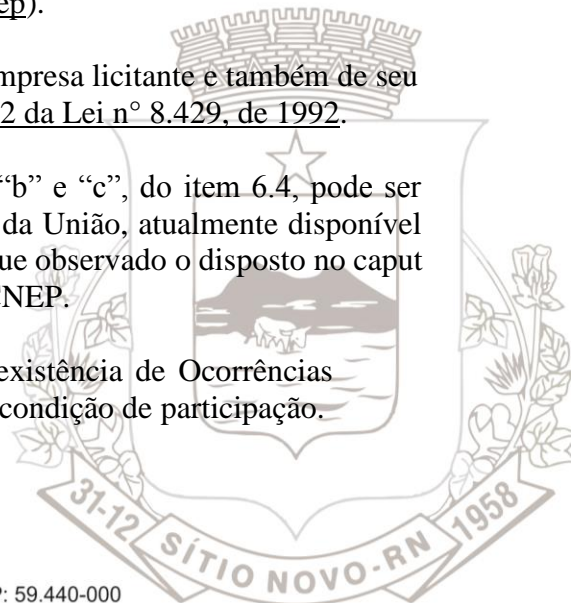 ep).
mpresa licitante e também de seu
2 da Lei n° 8.429, de 1992.
“b” e “c”, do item 6.4, pode ser
da União, atualmente disponível
ue observado o disposto no caput
CNEP.
existência de Ocorrências
condição de participação.
31-12 SÍTIO NOVO-RN 1958
P: 59.440-000